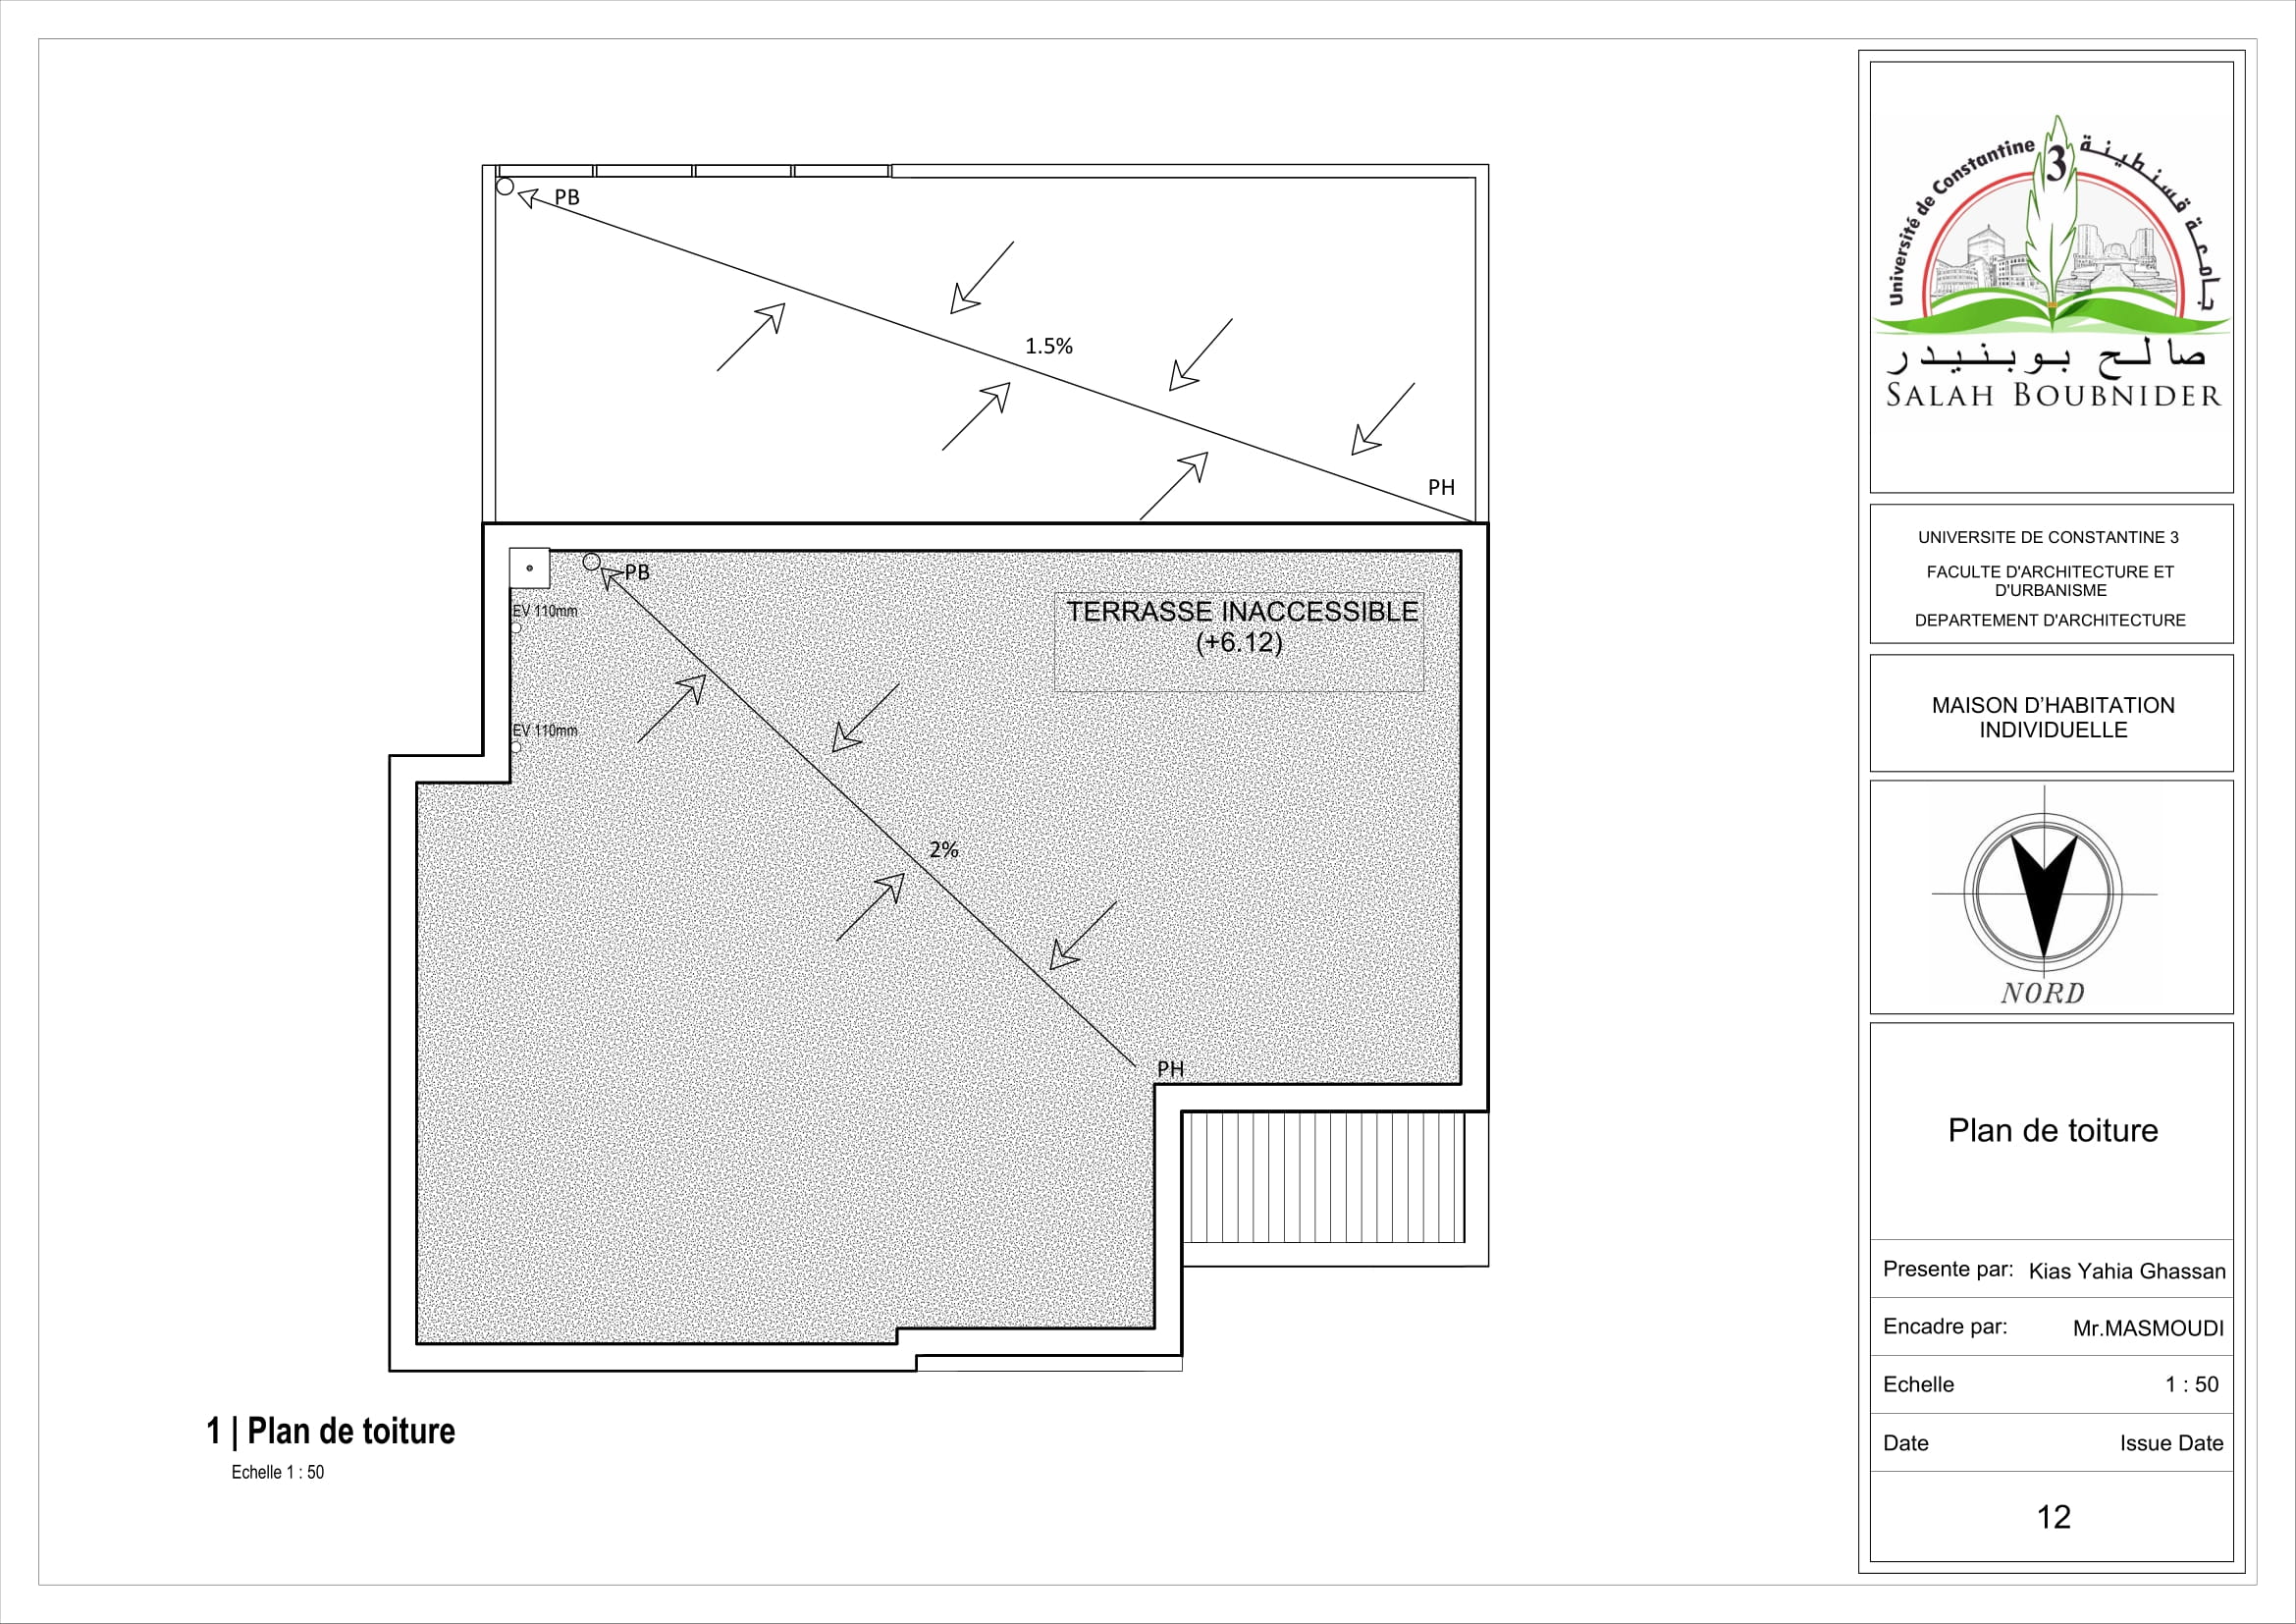 PB
1.5%
PH
PB
EV 110mm
TERRASSE INACCESSIBLE
(+6.12)
EV 110mm
2%
PH
1 | Plan de toiture
Echelle 1 : 50
Université de Constantine 3 جامعة قسنطينة
صالح بوبنيدر
SALAH BOUBNIDER
UNIVERSITE DE CONSTANTINE 3
FACULTE D'ARCHITECTURE ET
D'URBANISME
DEPARTEMENT D'ARCHITECTURE
MAISON D'HABITATION
INDIVIDUELLE
NORD
Plan de toiture
Presente par: Kias Yahia Ghassan
Encadre par: Mr.MASMOUDI
Echelle 1 : 50
Date Issue Date
12